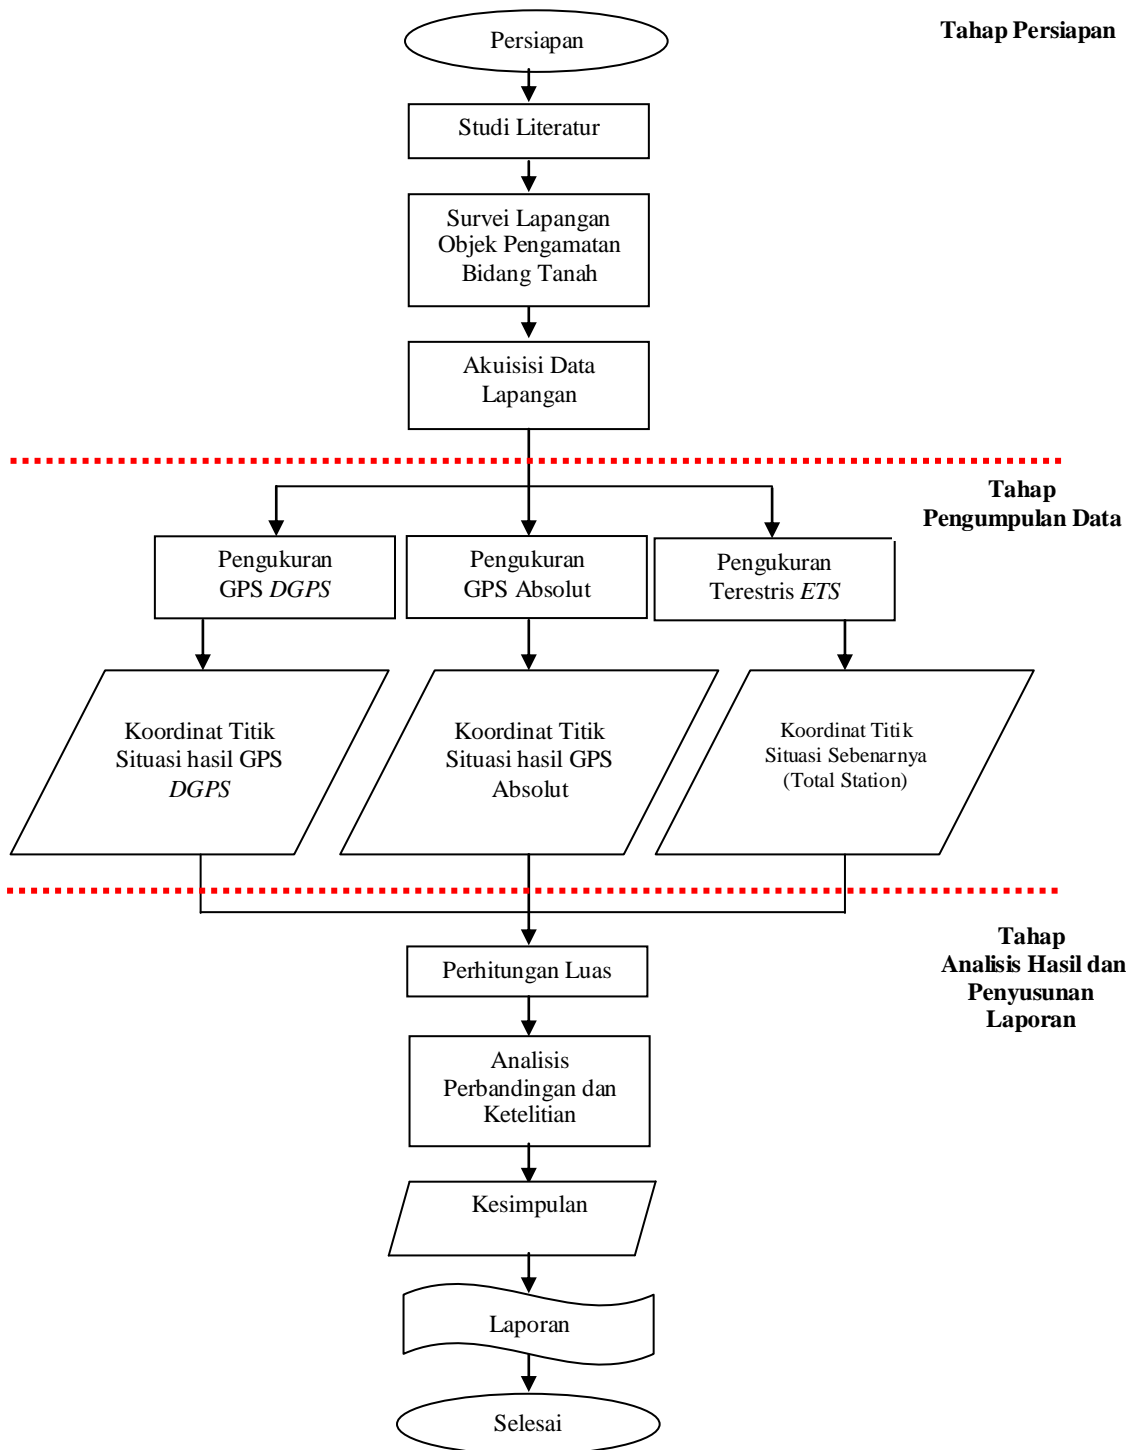 Persiapan
Tahap Persiapan
Studi Literatur
Survei Lapangan
Objek Pengamatan
Bidang Tanah
Akuisisi Data
Lapangan
Tahap
Pengumpulan Data
Pengukuran
GPS DGPS
Pengukuran
GPS Absolut
Pengukuran
Terestris ETS
Koordinat Titik
Situasi hasil GPS
DGPS
Koordinat Titik
Situasi hasil GPS
Absolut
Koordinat Titik
Situasi Sebenarnya
(Total Station)
Tahap
Analisis Hasil dan
Penyusunan
Laporan
Perhitungan Luas
Analisis
Perbandingan dan
Ketelitian
Kesimpulan
Laporan
Selesai